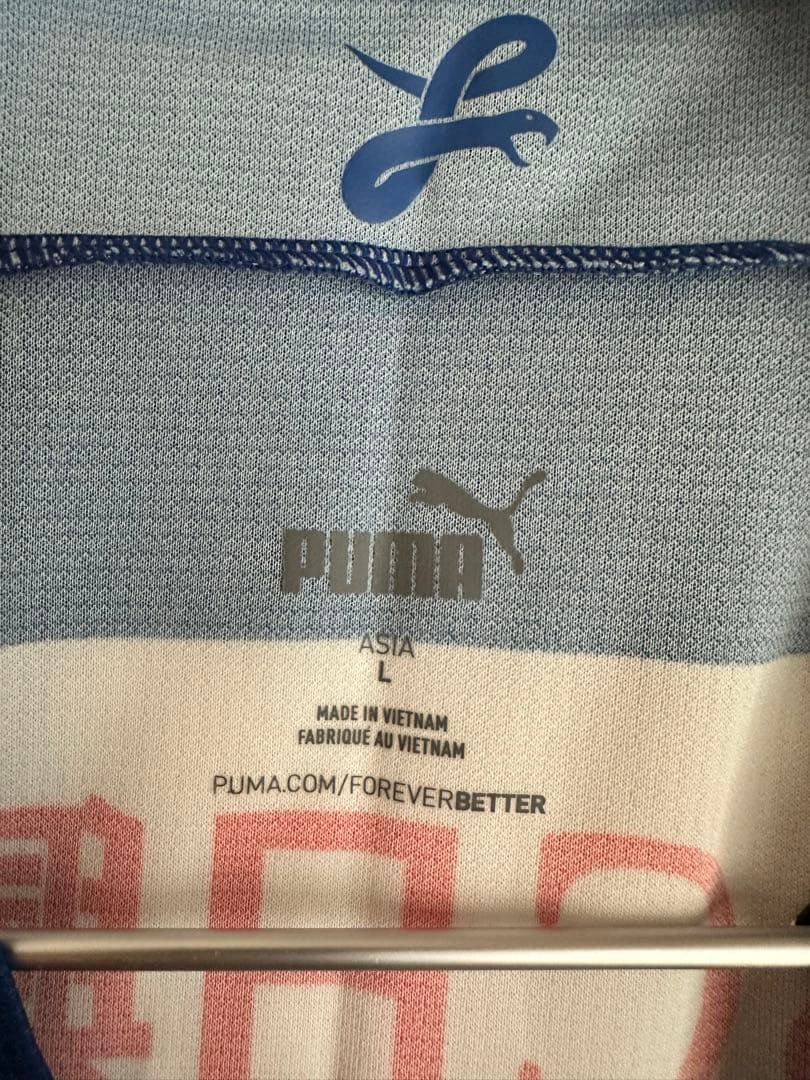 PUMA
ASIA
L
MADE IN VIETNAM
FABRIQUÉ AU VIETNAM
PUMA.COM/FOREVERBETTER